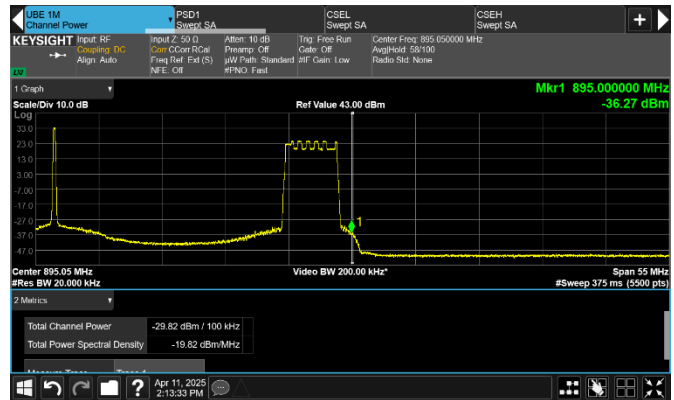 UBE 1M
Channel Power
PSD1
Swept SA
CSEL
Swept SA
CSEH
Swept SA
KEYSIGHT
Input: RF
Coupling: DC
Align: Auto
Input Z: 50 Ω
Corr CCorr RCal
Freq Ref: Ext (S)
NFE: Off
Atten: 10 dB
Preamp: Off
µW Path: Standard
#PNO: Fast
Trig: Free Run
Gate: Off
#IF Gain: Low
Center Freq: 895.050000 MHz
Avg|Hold: 58/100
Radio Std: None
1 Graph
Scale/Div 10.0 dB
Ref Value 43.00 dBm
Mkr1 895.000000 MHz
-36.27 dBm
Log
33.0
23.0
13.0
3.00
-7.00
-17.0
-27.0
-37.0
-47.0
1
Center 895.05 MHz
#Res BW 20.000 kHz
Video BW 200.00 kHz*
Span 55 MHz
#Sweep 375 ms (5500 pts)
2 Metrics
Total Channel Power
-29.82 dBm / 100 kHz
Total Power Spectral Density
-19.82 dBm/MHz
Measure Trace
Trace 1
Apr 11, 2025
2:13:33 PM